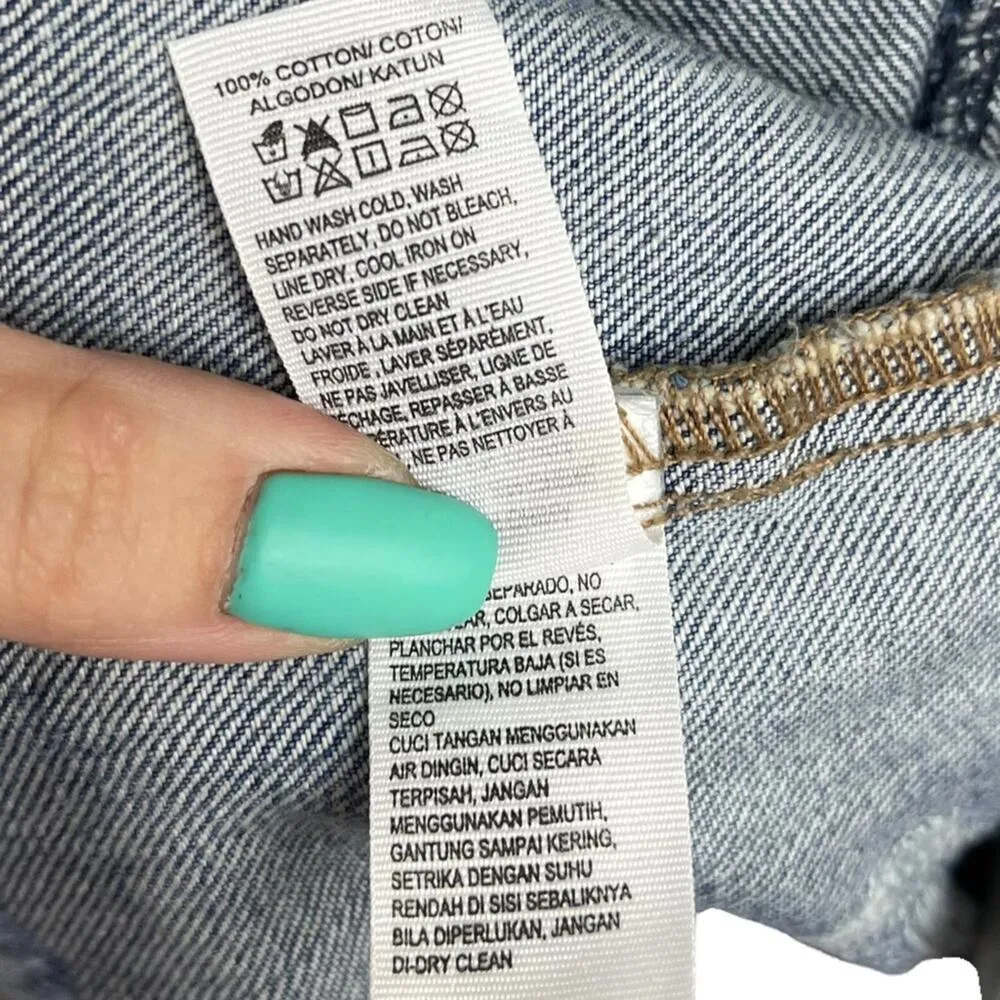 100% COTTON/ COTON/
ALGODON/ KATUN
HAND WASH COLD, WASH
SEPARATELY, DO NOT BLEACH,
LINE DRY, COOL IRON ON
REVERSE SIDE IF NECESSARY,
DO NOT DRY CLEAN
LAVER À LA MAIN ET À L'EAU
FROIDE , LAVER SÉPARÉMENT,
NE PAS JAVELLISER, LIGNE DE
REPASSER À BASSE
À L'ENVERS AU
NE PAS NETTOYER À
NO
COLGAR A SECAR,
PLANCHAR POR EL REVÉS,
TEMPERATURA BAJA (SI ES
NECESARIO), NO LIMPIAR EN
SECO
CUCI TANGAN MENGGUNAKAN
AIR DINGIN, CUCI SECARA
TERPISAH, JANGAN
MENGGUNAKAN PEMUTIH,
GANTUNG SAMPAI KERING,
SETRIKA DENGAN SUHU
RENDAH DI SISI SEBALIKNYA
BILA DIPERLUKAN, JANGAN
DI-DRY CLEAN